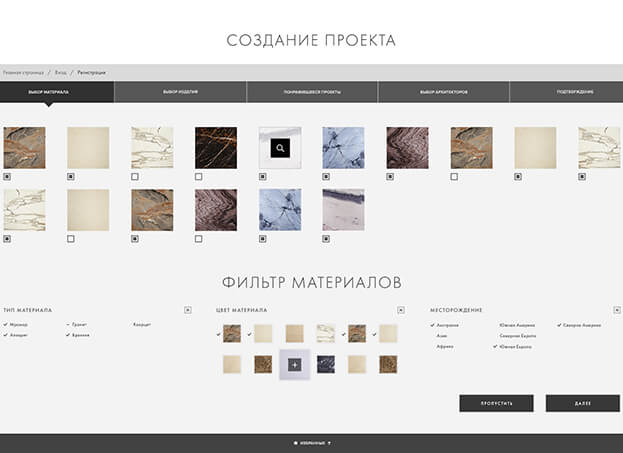 СОЗДАНИЕ ПРОЕКТА
Главная страница / Вход / Регистрация
ВЫБОР МАТЕРИАЛА ВЫБОР ИЗДЕЛИЯ ПОНРАВИВШИЕСЯ ПРОЕКТЫ ВЫБОР АРХИТЕКТОРОВ ПОДТВЕРЖДЕНИЕ
ФИЛЬТР МАТЕРИАЛОВ
ТИП МАТЕРИАЛА ЦВЕТ МАТЕРИАЛА МЕСТОРОЖДЕНИЕ
Мрамор Гранит Кварцит
Брекчия
Австралия Южная Америка Северная Америка
Азия Северная Европа
Африка Южная Европа
ПРОПУСТИТЬ ДАЛЕЕ
ИЗБРАННЫЕ 7